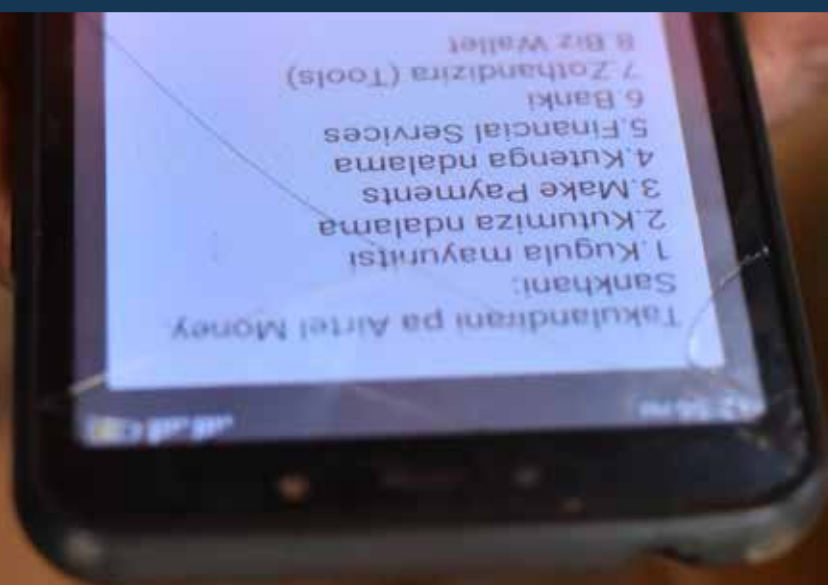 Takulandirani pa Airtel Money.
Sankhani:
1.Kugula mayunitsi
2.Kutumiza ndalama
3.Make Payments
4.Kutenga ndalama
5.Financial Services
6.Banki
7.Zothandizira (Tools)
8.Biz Wallet